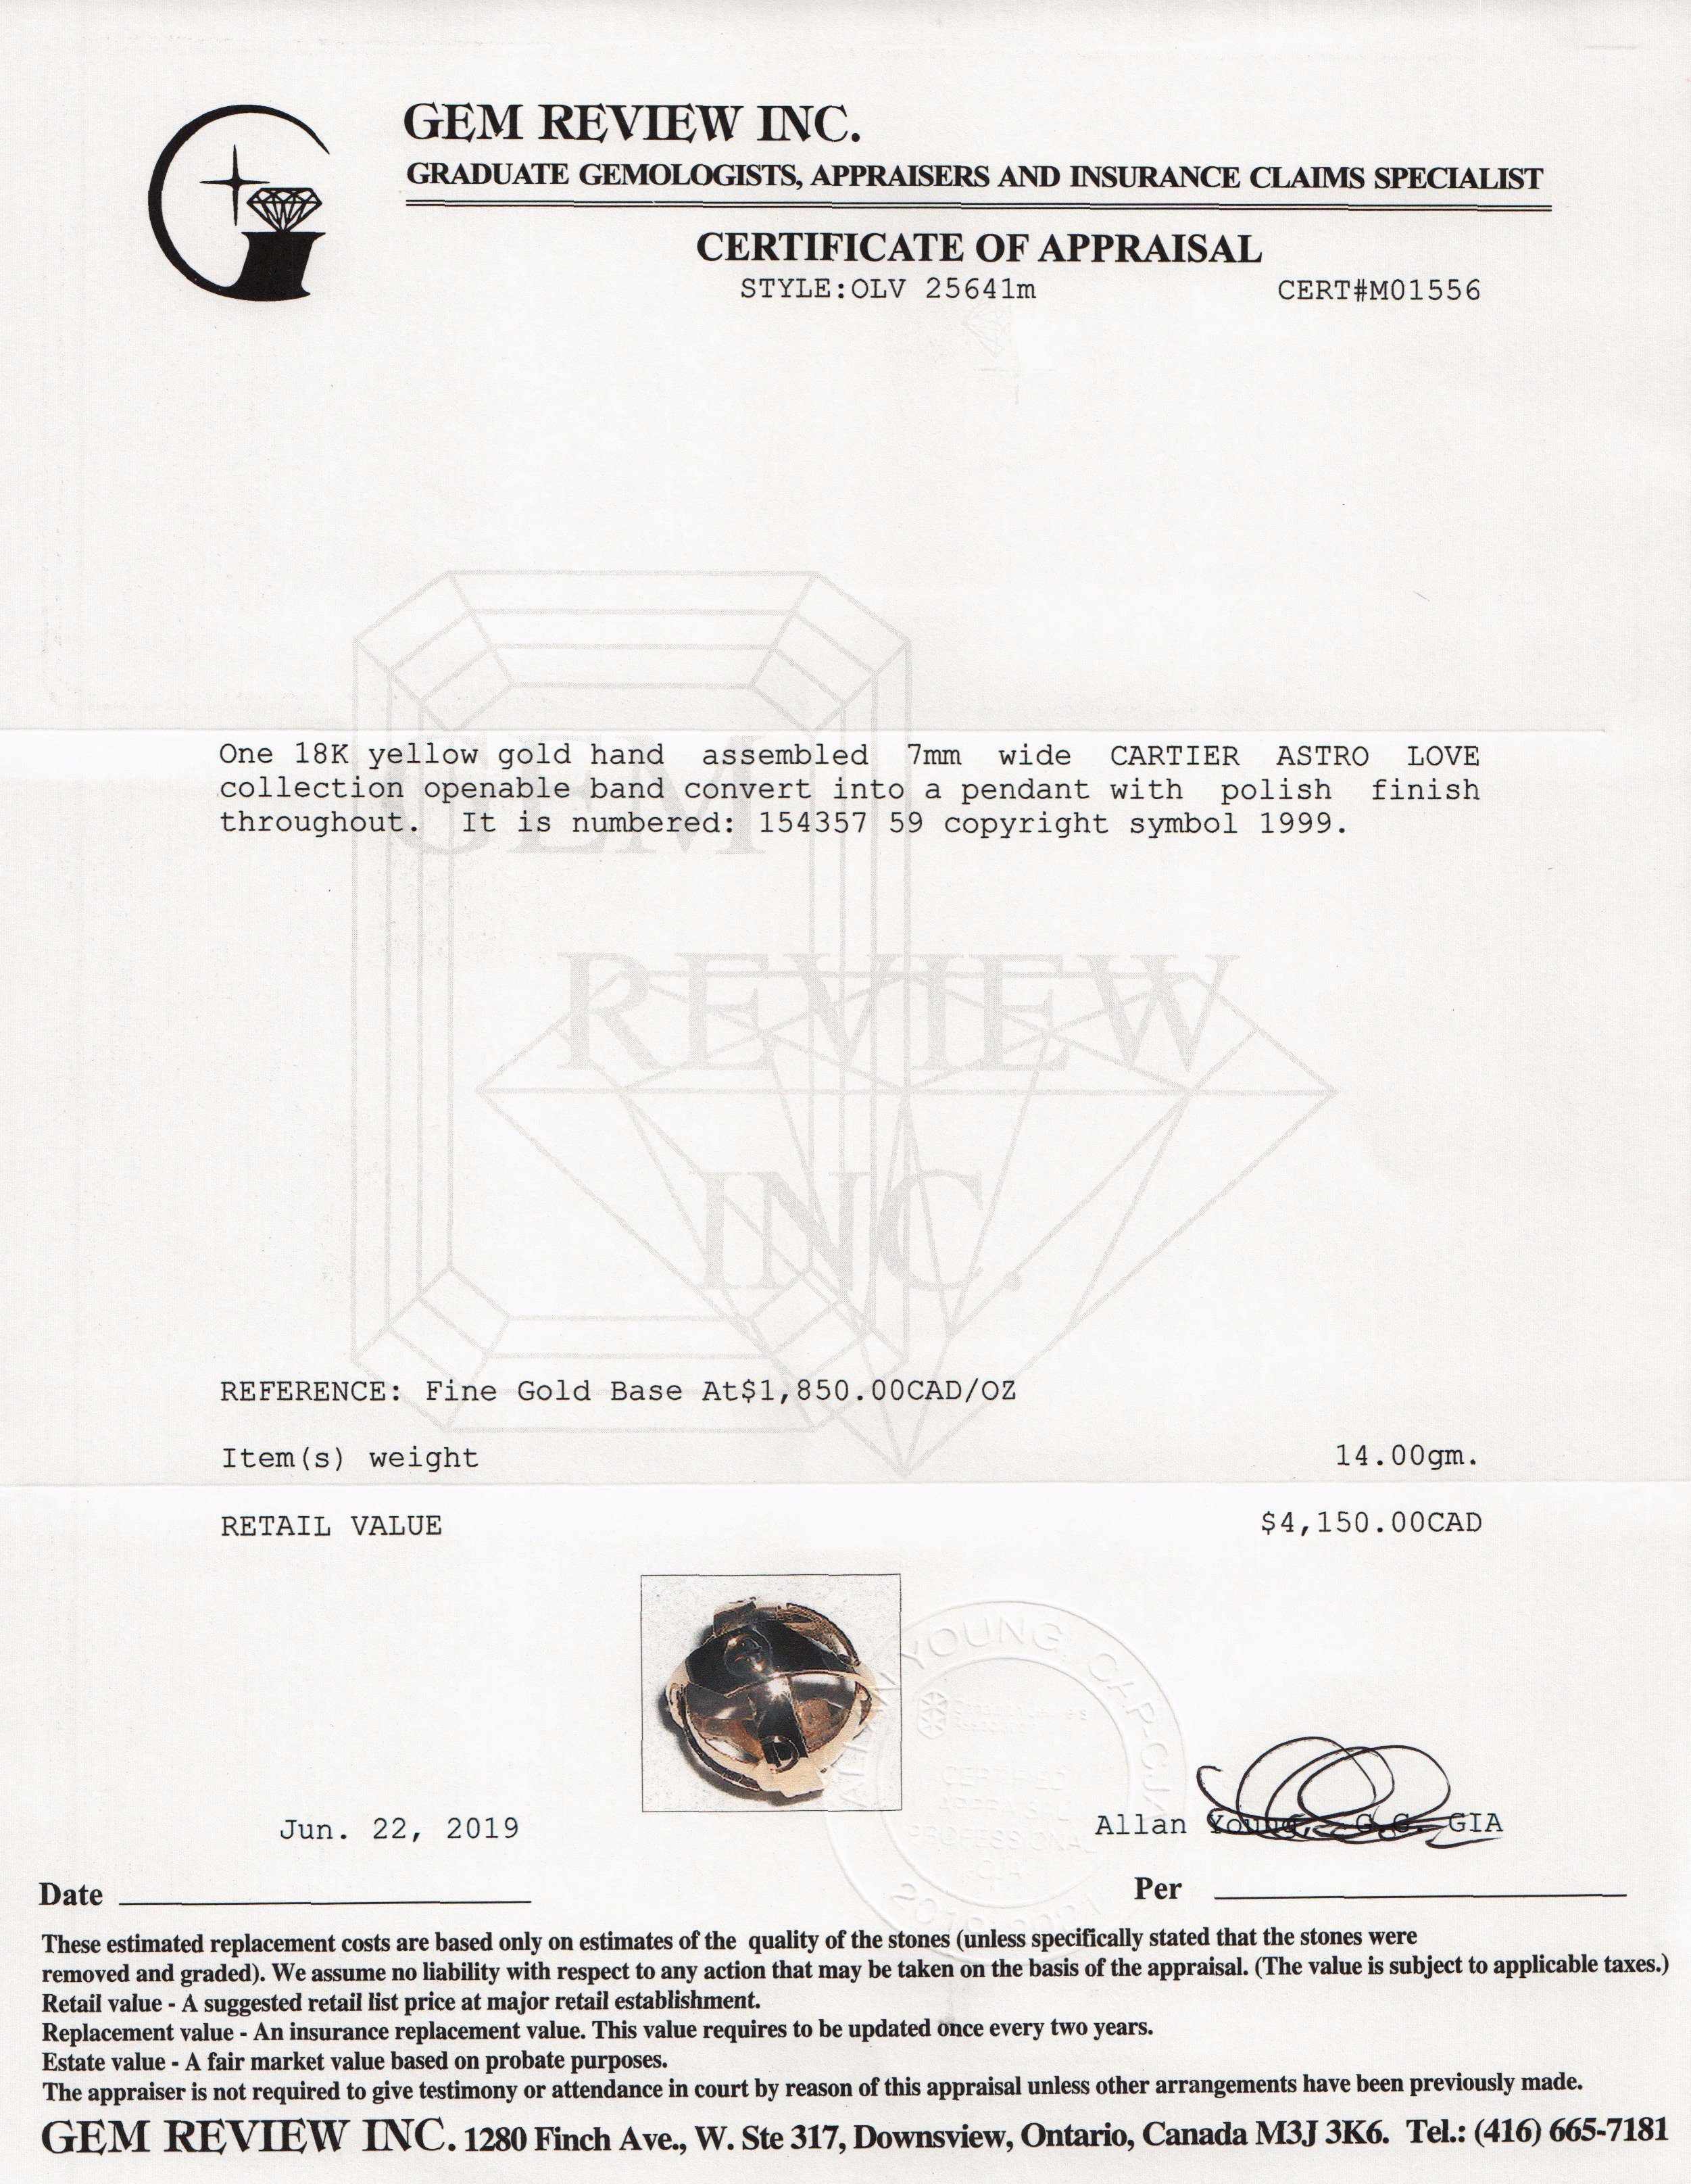 GEM REVIEW INC.
GRADUATE GEMOLOGISTS, APPRAISERS AND INSURANCE CLAIMS SPECIALIST
CERTIFICATE OF APPRAISAL
STYLE:OLV 25641m
CERT#M01556
One 18K yellow gold hand assembled 7mm wide CARTIER ASTRO LOVE
collection openable band convert into a pendant with polish finish
throughout. It is numbered: 154357 59 copyright symbol 1999.
GEM
REVIEW
INC.
REFERENCE: Fine Gold Base At$1,850.00CAD/OZ
Item(s) weight 14.00gm.
RETAIL VALUE $4,150.00CAD
YOUNG, CAP-CJA
Jun. 22, 2019
Allan Young, G.G. GIA
Date
Per
These estimated replacement costs are based only on estimates of the quality of the stones (unless specifically stated that the stones were
removed and graded). We assume no liability with respect to any action that may be taken on the basis of the appraisal. (The value is subject to applicable taxes.)
Retail value - A suggested retail list price at major retail establishment.
Replacement value - An insurance replacement value. This value requires to be updated once every two years.
Estate value - A fair market value based on probate purposes.
The appraiser is not required to give testimony or attendance in court by reason of this appraisal unless other arrangements have been previously made.
GEM REVIEW INC. 1280 Finch Ave., W. Ste 317, Downsview, Ontario, Canada M3J 3K6. Tel.: (416) 665-7181